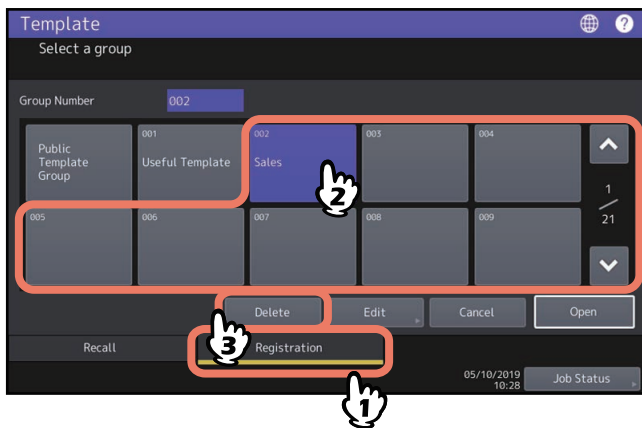 Template
?
Select a group
Group Number 002
Public
Template
Group
001
Useful Template
002
Sales
003
004
1
/
21
005
006
007
008
009
2
Delete
Edit
Cancel
Open
3
Recall
Registration
1
05/10/2019
10:28
Job Status